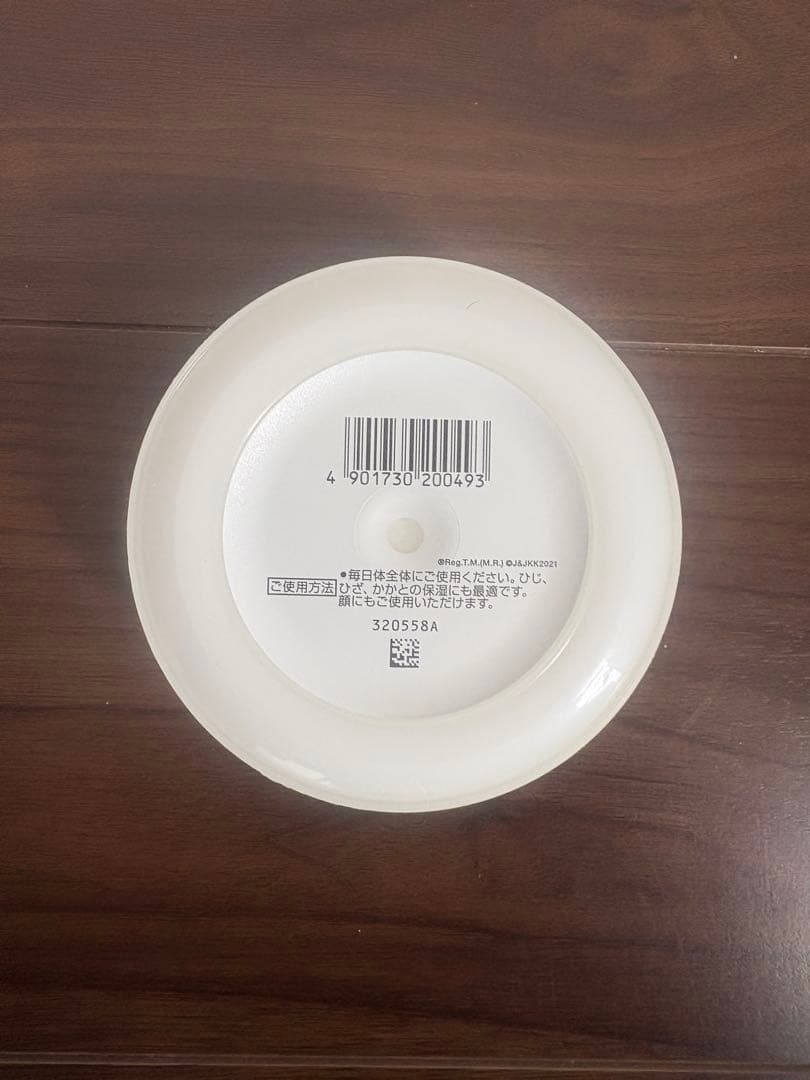 4 901730 200493
®Reg.T.M.(M.R.) ©J&JKK2021
ご使用方法 ●毎日体全体にご使用ください。ひじ、
ひざ、かかとの保湿にも最適です。
顔にもご使用いただけます。
320558A